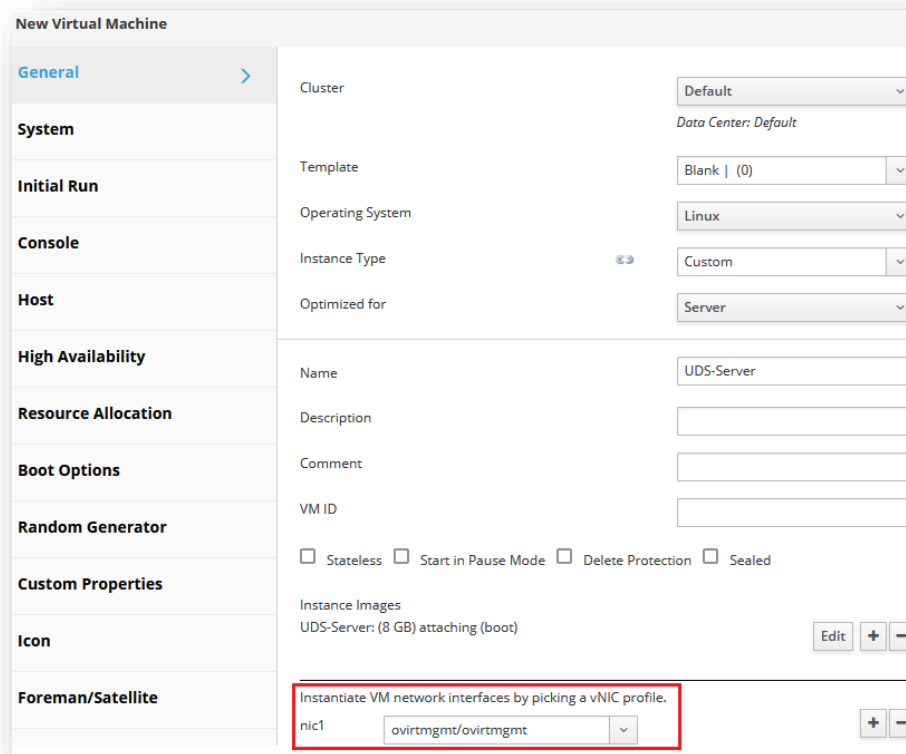 New Virtual Machine
General
System
Initial Run
Console
Host
High Availability
Resource Allocation
Boot Options
Random Generator
Custom Properties
Icon
Foreman/Satellite
Cluster Default
Data Center: Default
Template Blank | (0)
Operating System Linux
Instance Type Custom
Optimized for Server
Name UDS-Server
Description
Comment
VM ID
Stateless Start in Pause Mode Delete Protection Sealed
Instance Images
UDS-Server: (8 GB) attaching (boot) Edit + −
Instantiate VM network interfaces by picking a vNIC profile.
nic1 ovirtmgmt/ovirtmgmt + −